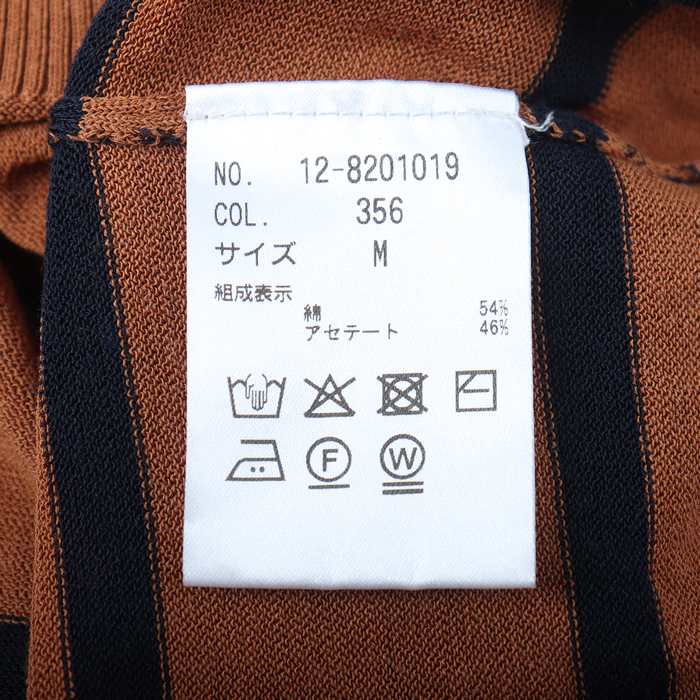 NO. 12-8201019
COL. 356
サイズ M
組成表示
綿 54%
アセテート 46%
F W